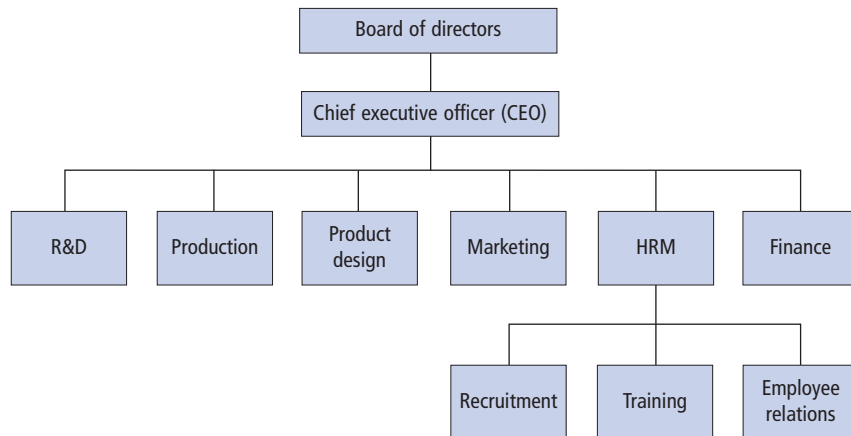 Board of directors
Chief executive officer (CEO)
R&D
Production
Product
design
Marketing
HRM
Finance
Recruitment
Training
Employee
relations